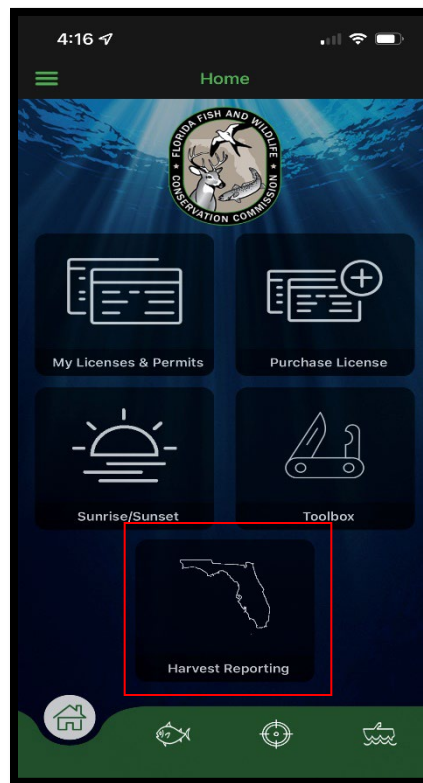 4:16
Home
FLORIDA FISH AND WILDLIFE
CONSERVATION COMMISSION
My Licenses & Permits
Purchase License
Sunrise/Sunset
Toolbox
Harvest Reporting